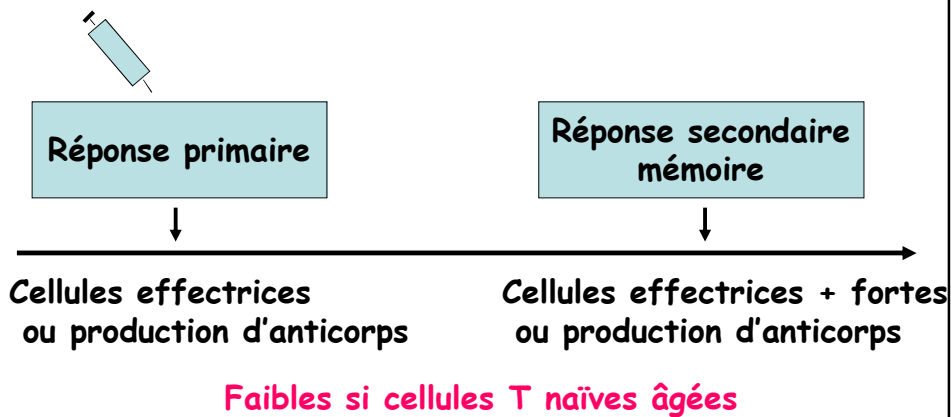 Réponse primaire
Réponse secondaire
mémoire
Cellules effectrices
ou production d'anticorps
Cellules effectrices + fortes
ou production d'anticorps
Faibles si cellules T naïves âgées